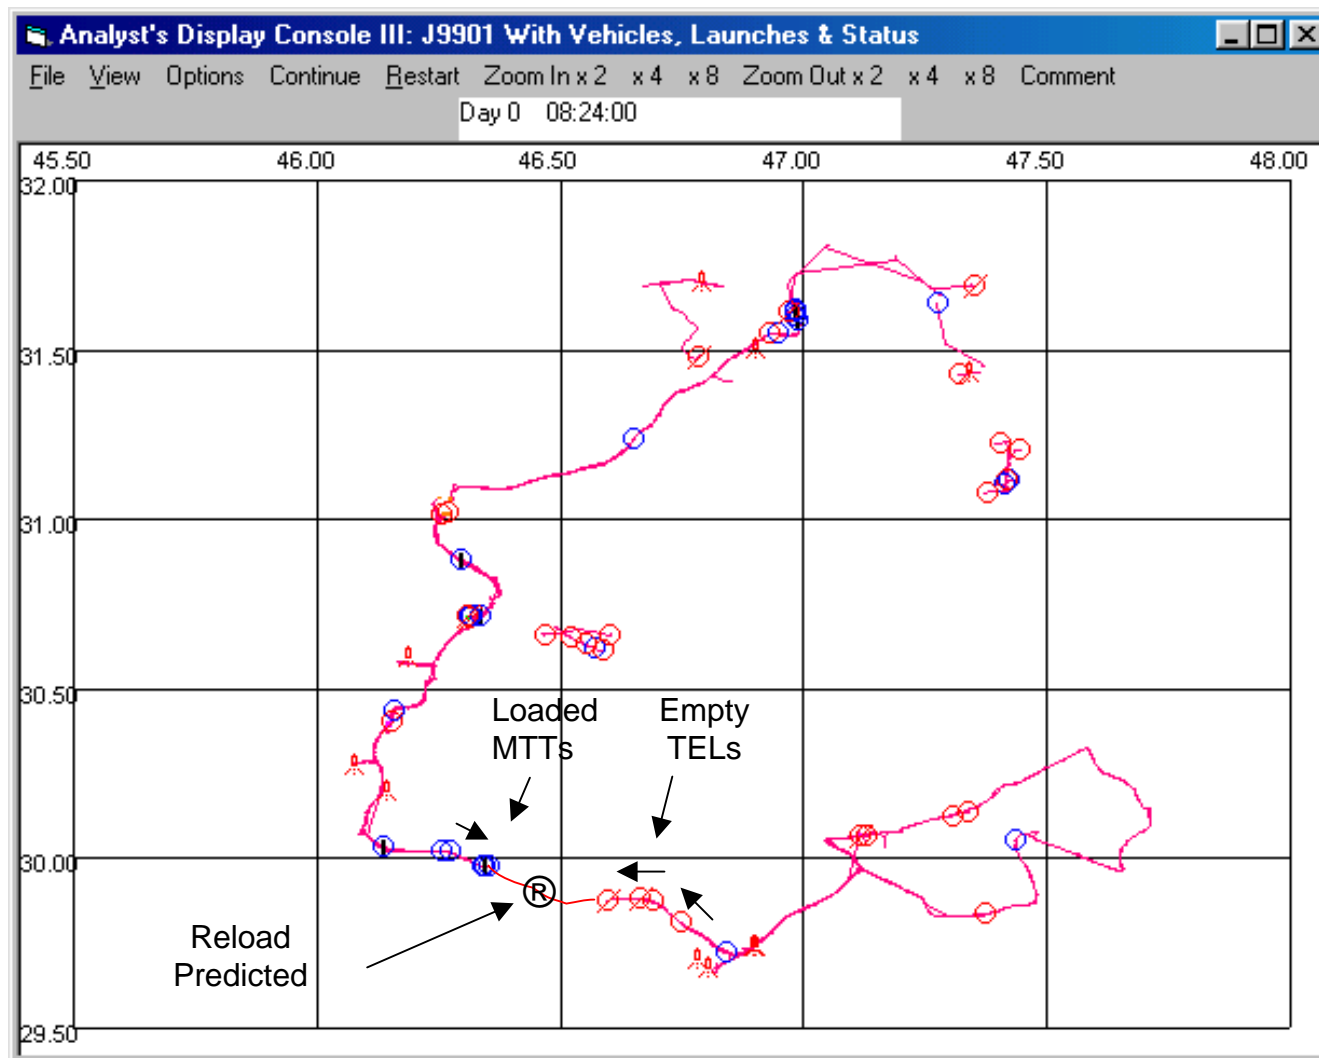 Analyst's Display Console III: J9901 With Vehicles, Launches & Status
File View Options Continue Restart Zoom In x 2 x 4 x 8 Zoom Out x 2 x 4 x 8 Comment
Day 0 08:24:00
45.50 46.00 46.50 47.00 47.50 48.00
32.00
31.50
31.00
30.50
Loaded
MTTs
Empty
TELs
30.00
R
Reload
Predicted
29.50